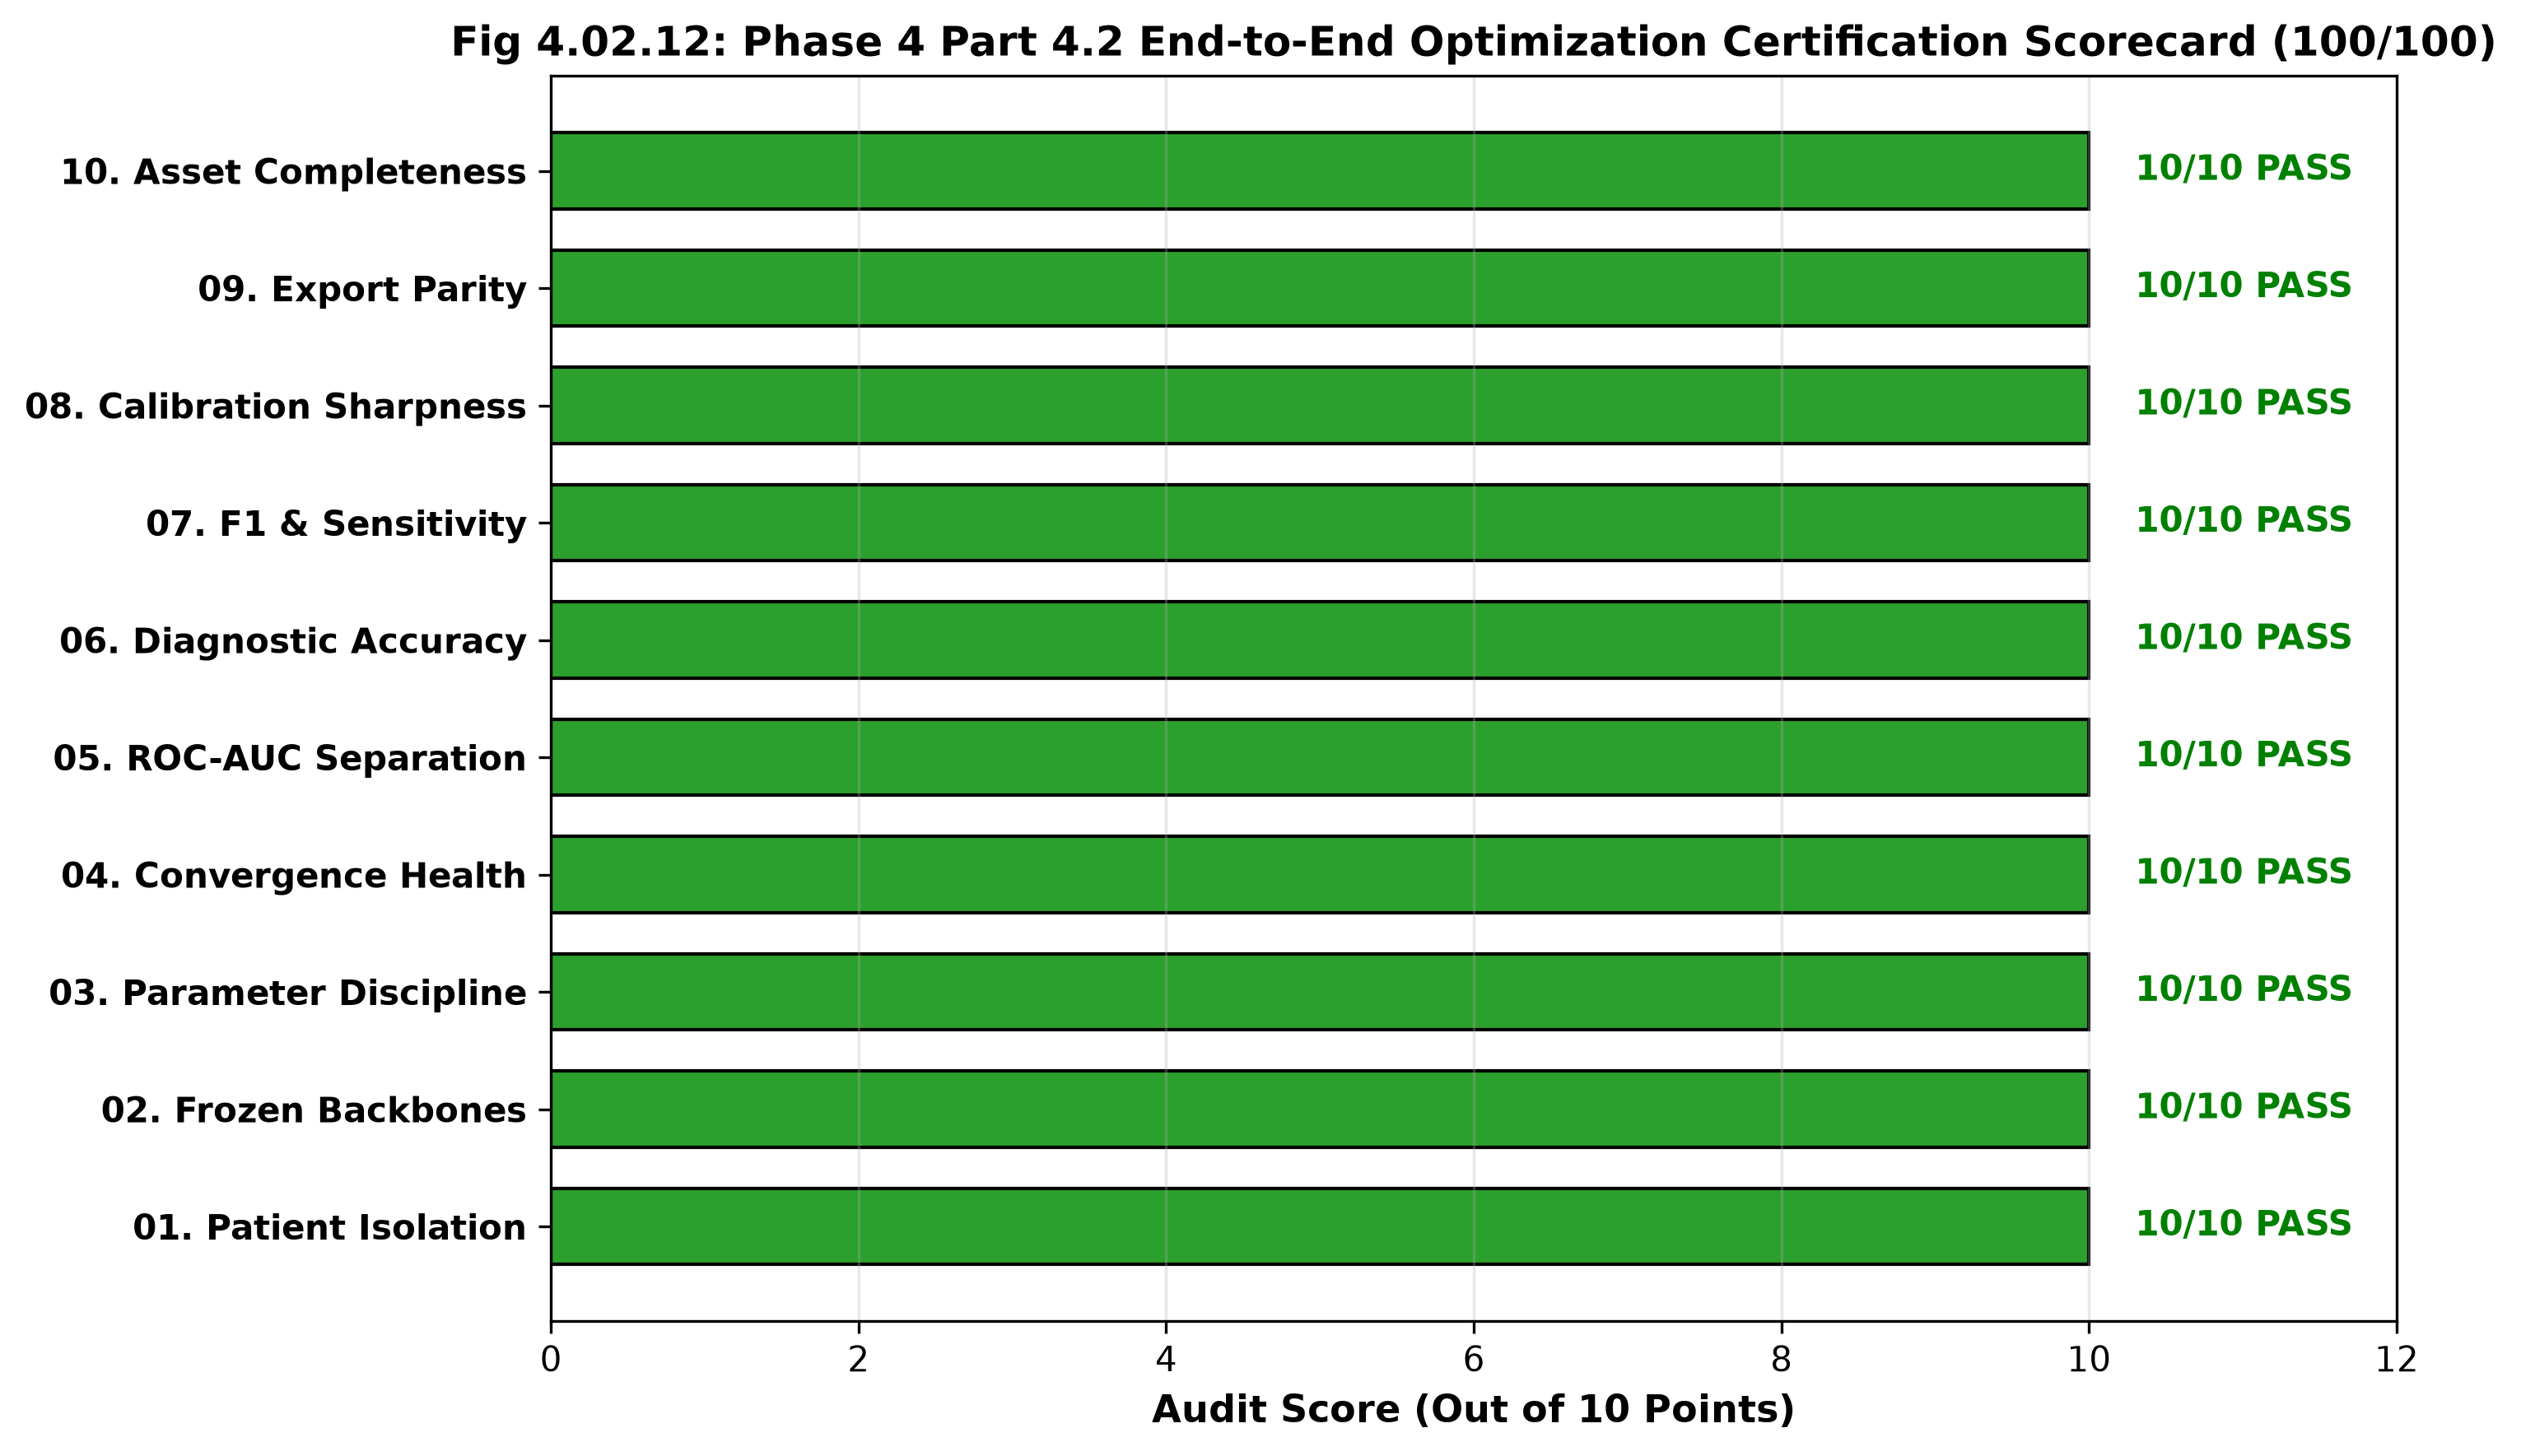 Fig 4.02.12: Phase 4 Part 4.2 End-to-End Optimization Certification Scorecard (100/100)
10. Asset Completeness 10/10 PASS
09. Export Parity 10/10 PASS
08. Calibration Sharpness 10/10 PASS
07. F1 & Sensitivity 10/10 PASS
06. Diagnostic Accuracy 10/10 PASS
05. ROC-AUC Separation 10/10 PASS
04. Convergence Health 10/10 PASS
03. Parameter Discipline 10/10 PASS
02. Frozen Backbones 10/10 PASS
01. Patient Isolation 10/10 PASS
0 2 4 6 8 10 12
Audit Score (Out of 10 Points)